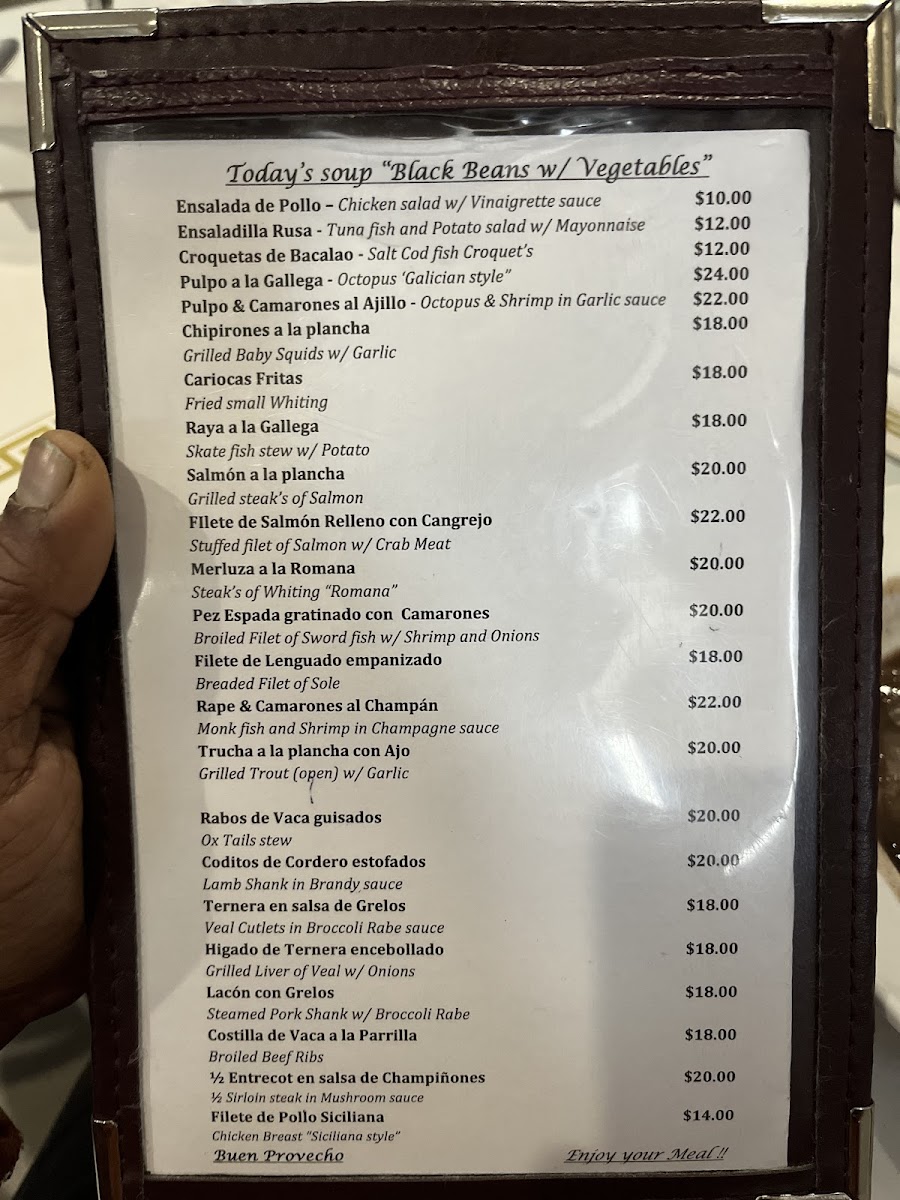 Today's soup "Black Beans w/ Vegetables"
Ensalada de Pollo – Chicken salad w/ Vinaigrette sauce $10.00
Ensaladilla Rusa - Tuna fish and Potato salad w/ Mayonnaise $12.00
Croquetas de Bacalao - Salt Cod fish Croquet's $12.00
Pulpo a la Gallega - Octopus 'Galician style" $24.00
Pulpo & Camarones al Ajillo - Octopus & Shrimp in Garlic sauce $22.00
Chipirones a la plancha $18.00
Grilled Baby Squids w/ Garlic
Cariocas Fritas $18.00
Fried small Whiting
Raya a la Gallega $18.00
Skate fish stew w/ Potato
Salmón a la plancha $20.00
Grilled steak's of Salmon
FIlete de Salmón Relleno con Cangrejo $22.00
Stuffed filet of Salmon w/ Crab Meat
Merluza a la Romana $20.00
Steak's of Whiting "Romana"
Pez Espada gratinado con Camarones $20.00
Broiled Filet of Sword fish w/ Shrimp and Onions
Filete de Lenguado empanizado $18.00
Breaded Filet of Sole
Rape & Camarones al Champán $22.00
Monk fish and Shrimp in Champagne sauce
Trucha a la plancha con Ajo $20.00
Grilled Trout (open) w/ Garlic
Rabos de Vaca guisados $20.00
Ox Tails stew
Coditos de Cordero estofados $20.00
Lamb Shank in Brandy sauce
Ternera en salsa de Grelos $18.00
Veal Cutlets in Broccoli Rabe sauce
Higado de Ternera encebollado $18.00
Grilled Liver of Veal w/ Onions
Lacón con Grelos $18.00
Steamed Pork Shank w/ Broccoli Rabe
Costilla de Vaca a la Parrilla $18.00
Broiled Beef Ribs
½ Entrecot en salsa de Champiñones $20.00
½ Sirloin steak in Mushroom sauce
Filete de Pollo Siciliana $14.00
Chicken Breast "Siciliana style"
Buen Provecho Enjoy your Meal !!